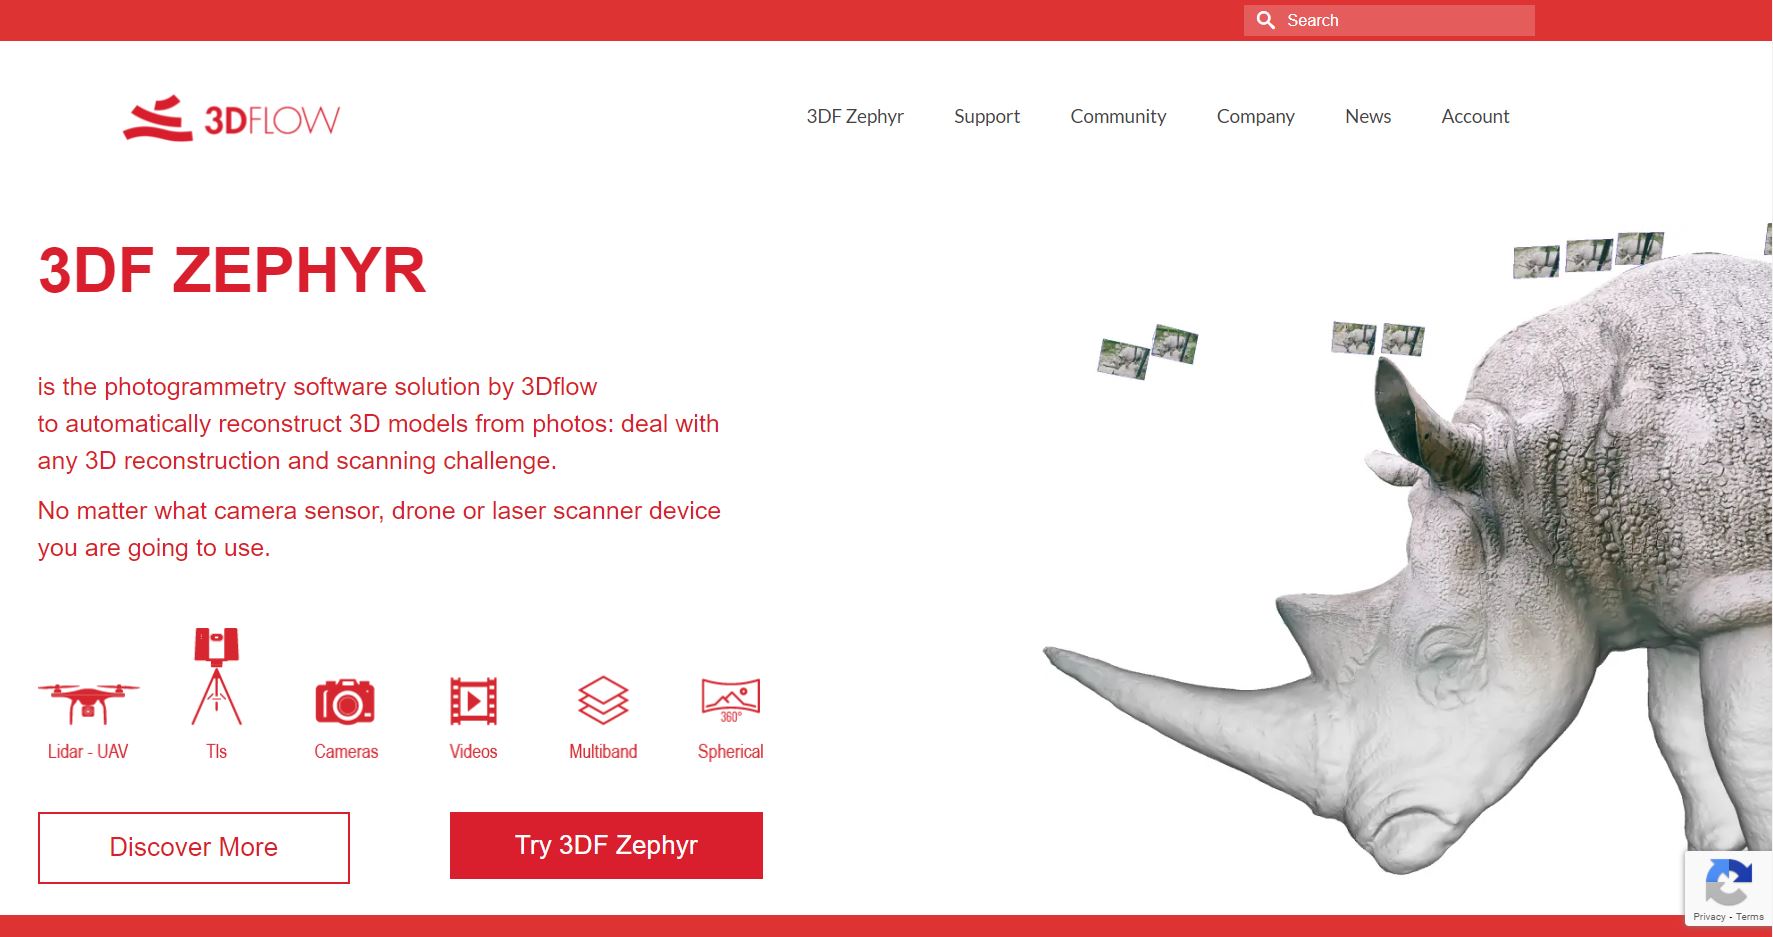 Search
3DFLOW
3DF Zephyr
Support
Community
Company
News
Account
3DF ZEPHYR
is the photogrammetry software solution by 3Dflow
to automatically reconstruct 3D models from photos: deal with
any 3D reconstruction and scanning challenge.
No matter what camera sensor, drone or laser scanner device
you are going to use.
360°
Lidar - UAV
Tls
Cameras
Videos
Multiband
Spherical
Discover More
Try 3DF Zephyr
Privacy - Terms